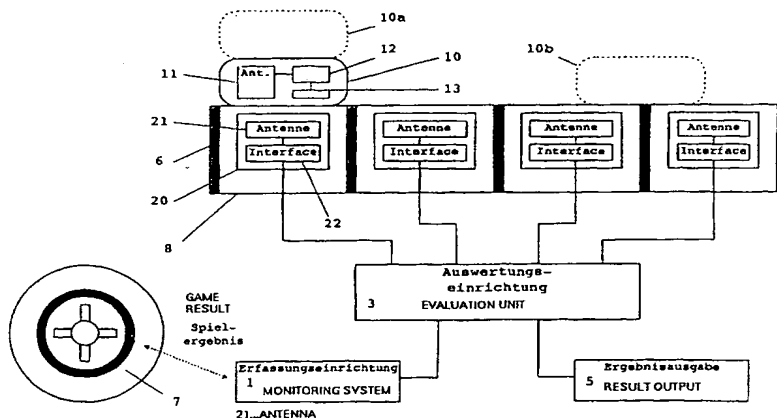 10a
12
10
10b
11
Ant.
13
21
Antenne
Antenne
Antenne
Antenne
6
Interface
Interface
Interface
Interface
20
22
8
Auswertungs-
einrichtung
3 EVALUATION UNIT
GAME
RESULT
Spiel-
ergebnis
Erfassungseinrichtung
1 MONITORING SYSTEM
Ergebnisausgabe
5 RESULT OUTPUT
7
21...ANTENNA